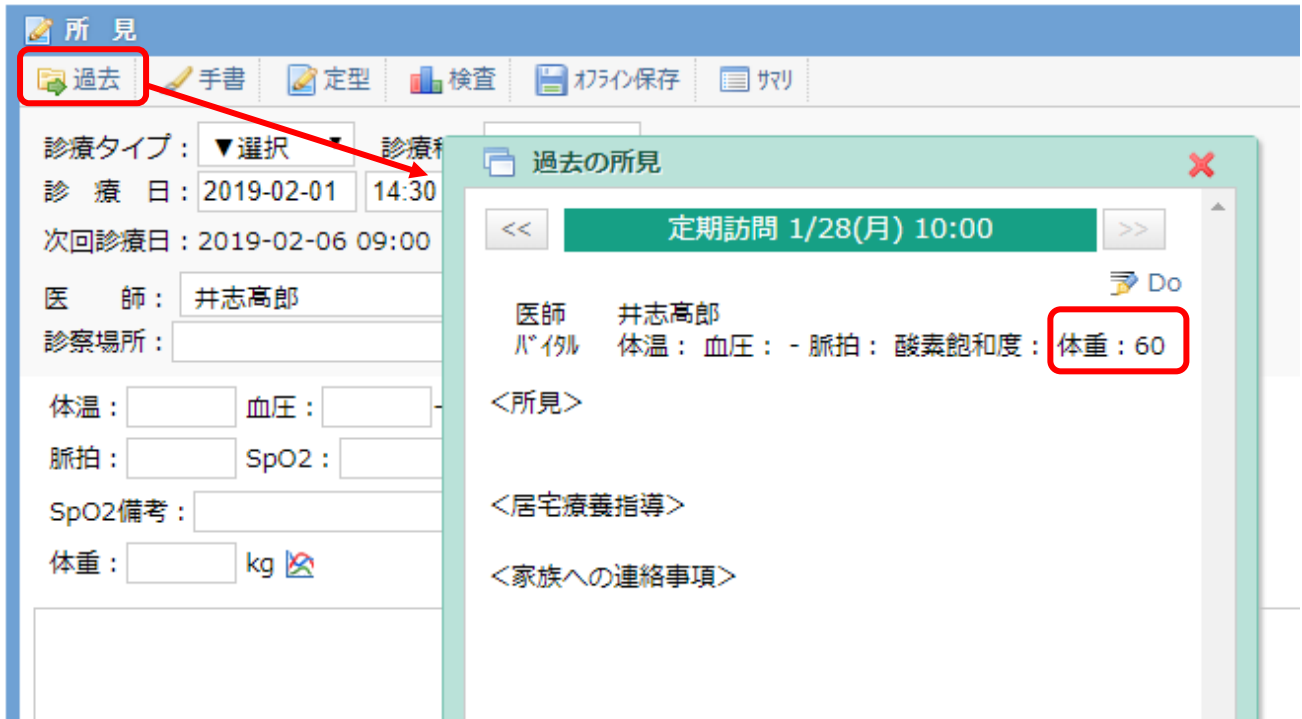 所 見
過去 手書 定型 検査 ｵﾌﾗｲﾝ保存 ｻﾏﾘ
診療タイプ： ▼選択 診療
診 療 日：2019-02-01 14:30
次回診療日：2019-02-06 09:00
医 師： 井志高郎
診察場所：
体温： 血圧： -
脈拍： SpO2：
SpO2備考：
体重： kg
過去の所見
<< 定期訪問 1/28(月) 10:00 >>
Do
医師 井志高郎
ﾊﾞｲﾀﾙ 体温： 血圧： - 脈拍： 酸素飽和度： 体重：60
＜所見＞
＜居宅療養指導＞
＜家族への連絡事項＞